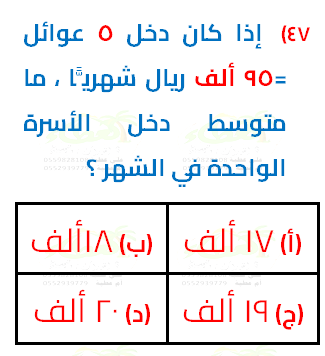 ٤٧) إذا كان دخل ٥ عوائل
=٩٥ ألف ريال شهريًّا ، ما
متوسط دخل الأسرة
الواحدة في الشهر ؟
(أ) ١٧ ألف (ب) ١٨ألف
(ج) ١٩ ألف (د) ٢٠ ألف